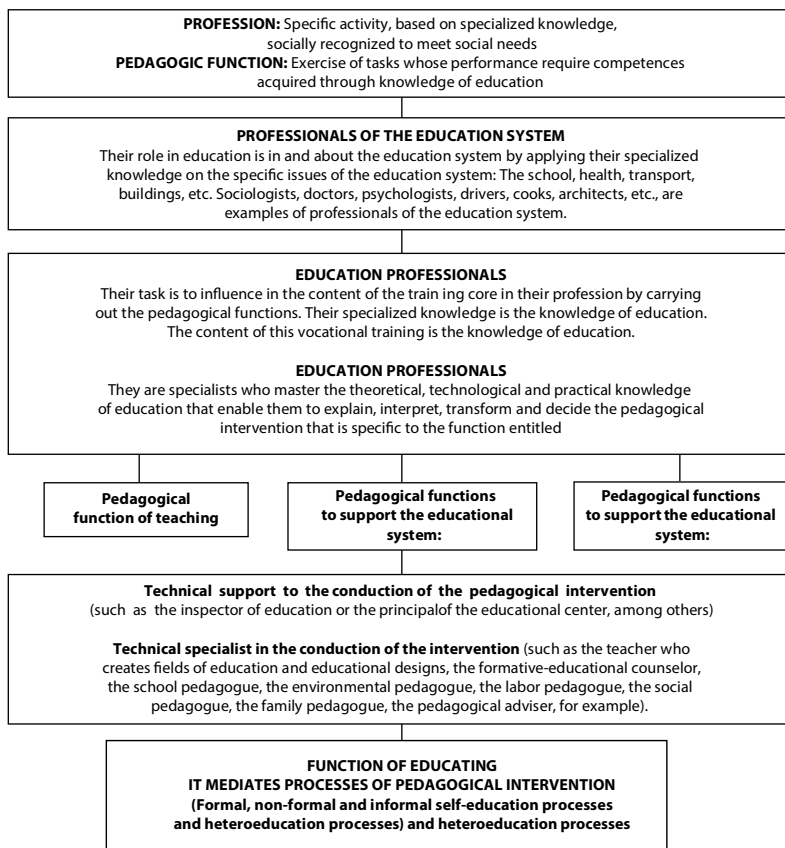 PROFESSION: Specific activity, based on specialized knowledge,
socially recognized to meet social needs
PEDAGOGIC FUNCTION: Exercise of tasks whose performance require competences
acquired through knowledge of education
PROFESSIONALS OF THE EDUCATION SYSTEM
Their role in education is in and about the education system by applying their specialized
knowledge on the specific issues of the education system: The school, health, transport,
buildings, etc. Sociologists, doctors, psychologists, drivers, cooks, architects, etc., are
examples of professionals of the education system.
EDUCATION PROFESSIONALS
Their task is to influence in the content of the train ing core in their profession by carrying
out the pedagogical functions. Their specialized knowledge is the knowledge of education.
The content of this vocational training is the knowledge of education.
EDUCATION PROFESSIONALS
They are specialists who master the theoretical, technological and practical knowledge
of education that enable them to explain, interpret, transform and decide the pedagogical
intervention that is specific to the function entitled
Pedagogical
function of teaching
Pedagogical functions
to support the educational
system:
Pedagogical functions
to support the educational
system:
Technical support to the conduction of the pedagogical intervention
(such as the inspector of education or the principalof the educational center, among others)
Technical specialist in the conduction of the intervention (such as the teacher who
creates fields of education and educational designs, the formative-educational counselor,
the school pedagogue, the environmental pedagogue, the labor pedagogue, the social
pedagogue, the family pedagogue, the pedagogical adviser, for example).
FUNCTION OF EDUCATING
IT MEDIATES PROCESSES OF PEDAGOGICAL INTERVENTION
(Formal, non-formal and informal self-education processes
and heteroeducation processes) and heteroeducation processes